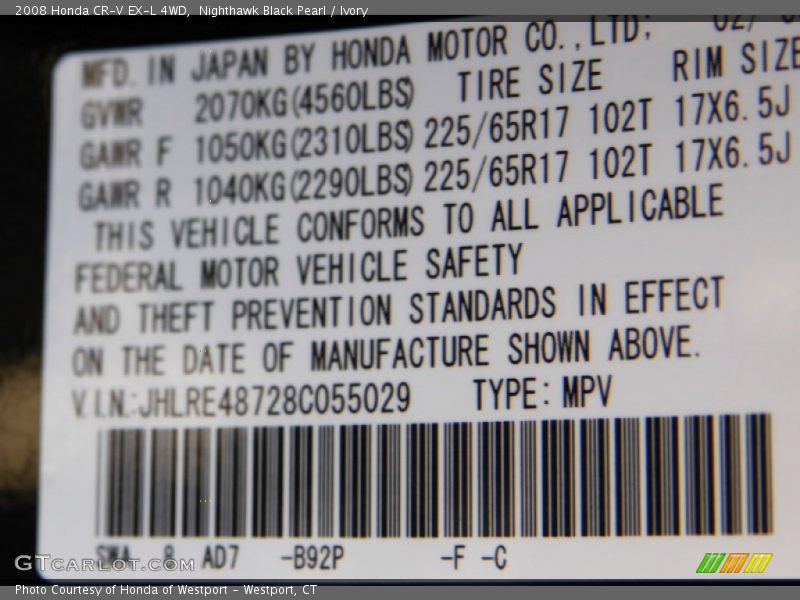 2008 Honda CR-V EX-L 4WD, Nighthawk Black Pearl / Ivory
MFD. IN JAPAN BY HONDA MOTOR CO.,LTD.
GVWR 2070KG(4560LBS) TIRE SIZE RIM SIZE
GAWR F 1050KG(2310LBS) 225/65R17 102T 17X6.5J
GAWR R 1040KG(2290LBS) 225/65R17 102T 17X6.5J
THIS VEHICLE CONFORMS TO ALL APPLICABLE
FEDERAL MOTOR VEHICLE SAFETY
AND THEFT PREVENTION STANDARDS IN EFFECT
ON THE DATE OF MANUFACTURE SHOWN ABOVE.
V.I.N.:JHLRE48728C055029 TYPE: MPV
SWA 8 AD7 -B92P -F -C
GTCARLOT.COM
Photo Courtesy of Honda of Westport - Westport, CT